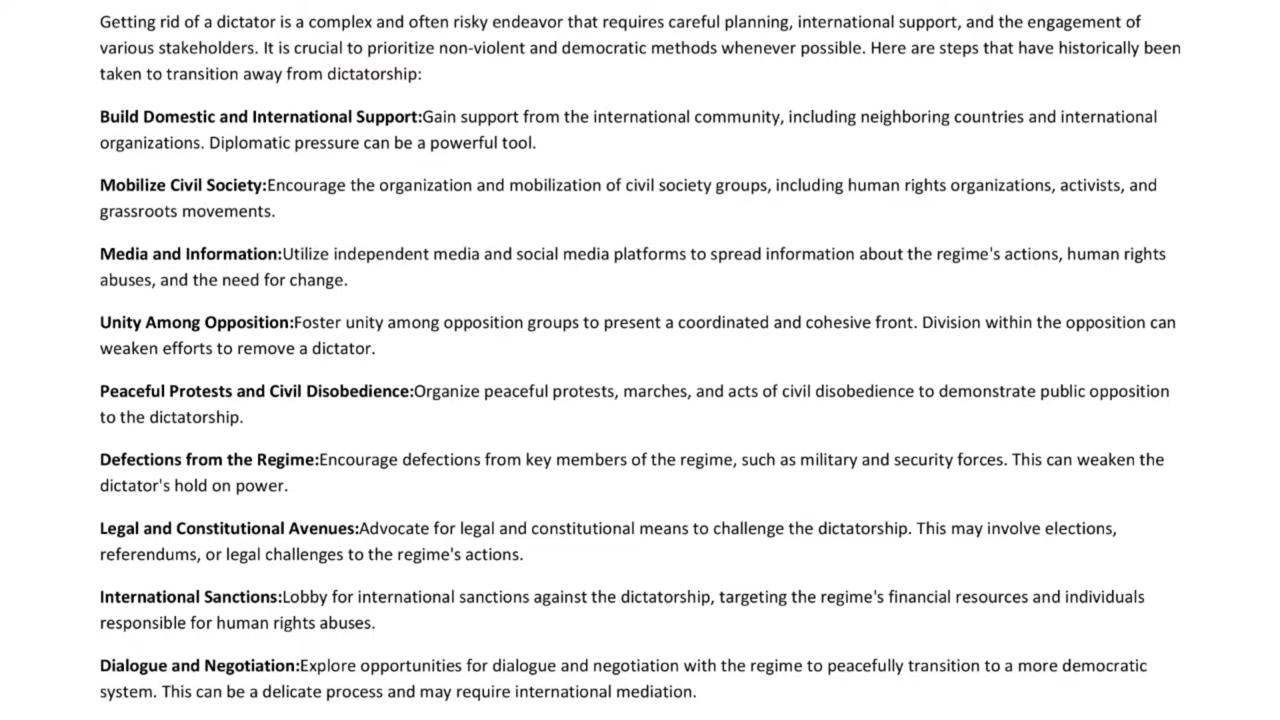 Getting rid of a dictator is a complex and often risky endeavor that requires careful planning, international support, and the engagement of
various stakeholders. It is crucial to prioritize non-violent and democratic methods whenever possible. Here are steps that have historically been
taken to transition away from dictatorship:
Build Domestic and International Support:Gain support from the international community, including neighboring countries and international
organizations. Diplomatic pressure can be a powerful tool.
Mobilize Civil Society:Encourage the organization and mobilization of civil society groups, including human rights organizations, activists, and
grassroots movements.
Media and Information:Utilize independent media and social media platforms to spread information about the regime's actions, human rights
abuses, and the need for change.
Unity Among Opposition:Foster unity among opposition groups to present a coordinated and cohesive front. Division within the opposition can
weaken efforts to remove a dictator.
Peaceful Protests and Civil Disobedience:Organize peaceful protests, marches, and acts of civil disobedience to demonstrate public opposition
to the dictatorship.
Defections from the Regime:Encourage defections from key members of the regime, such as military and security forces. This can weaken the
dictator's hold on power.
Legal and Constitutional Avenues:Advocate for legal and constitutional means to challenge the dictatorship. This may involve elections,
referendums, or legal challenges to the regime's actions.
International Sanctions:Lobby for international sanctions against the dictatorship, targeting the regime's financial resources and individuals
responsible for human rights abuses.
Dialogue and Negotiation:Explore opportunities for dialogue and negotiation with the regime to peacefully transition to a more democratic
system. This can be a delicate process and may require international mediation.